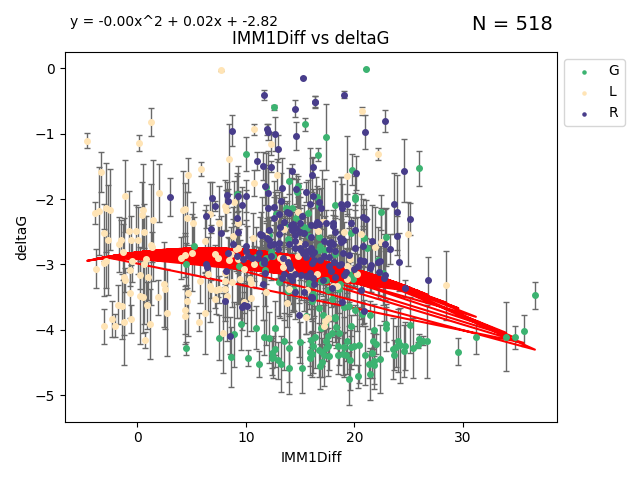 y = -0.00x^2 + 0.02x + -2.82
N = 518
IMM1Diff vs deltaG
G
L
R
0
−1
−2
−3
−4
−5
deltaG
0 10 20 30
IMM1Diff